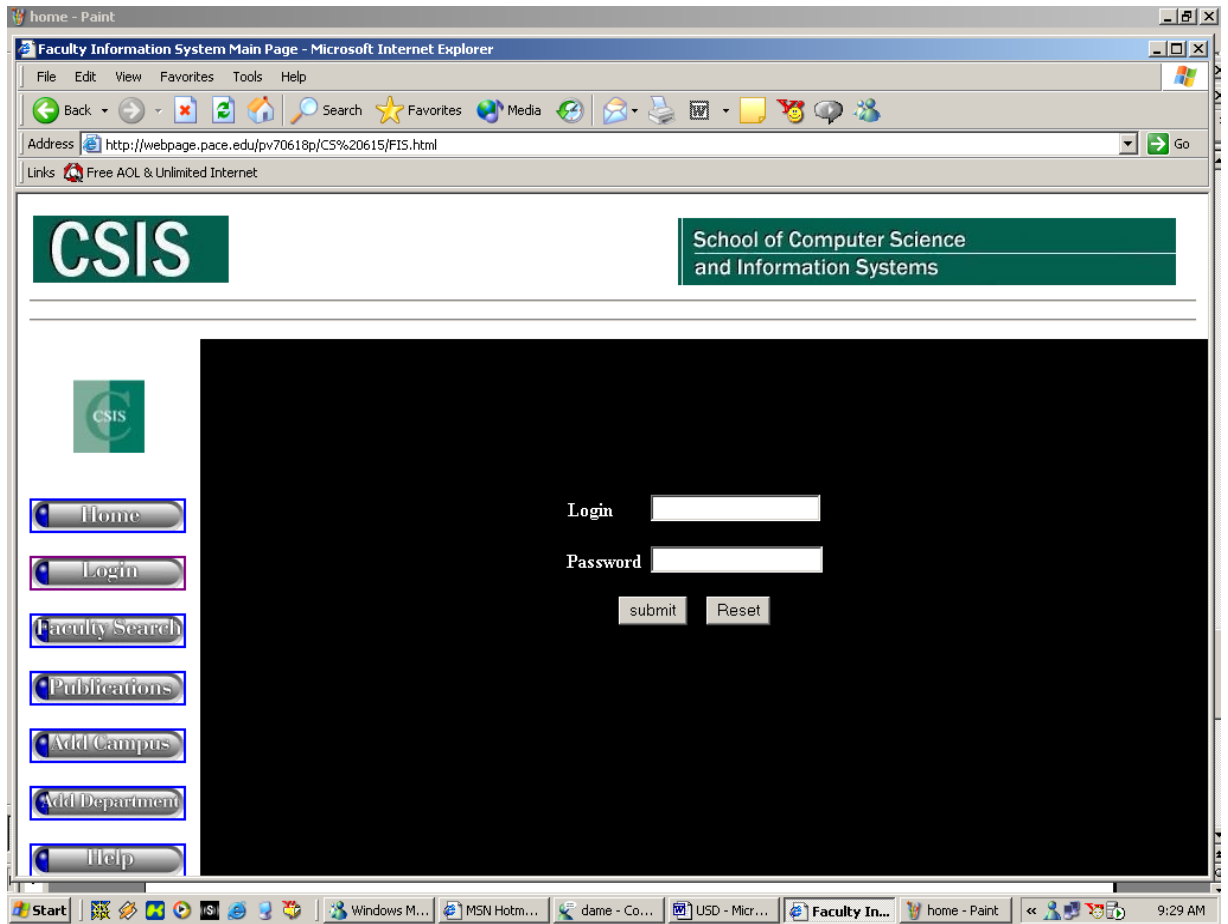 home - Paint
Faculty Information System Main Page - Microsoft Internet Explorer
File Edit View Favorites Tools Help
Back Search Favorites Media
Address http://webpage.pace.edu/pv70618p/CS%20615/FIS.html Go
Links Free AOL & Unlimited Internet
CSIS
School of Computer Science
and Information Systems
CSIS
Home
Login
Faculty Search
Publications
Add Campus
Add Department
Help
Login
Password
submit Reset
Start Windows M... MSN Hotm... dame - Co... USD - Micr... Faculty In... home - Paint « 9:29 AM